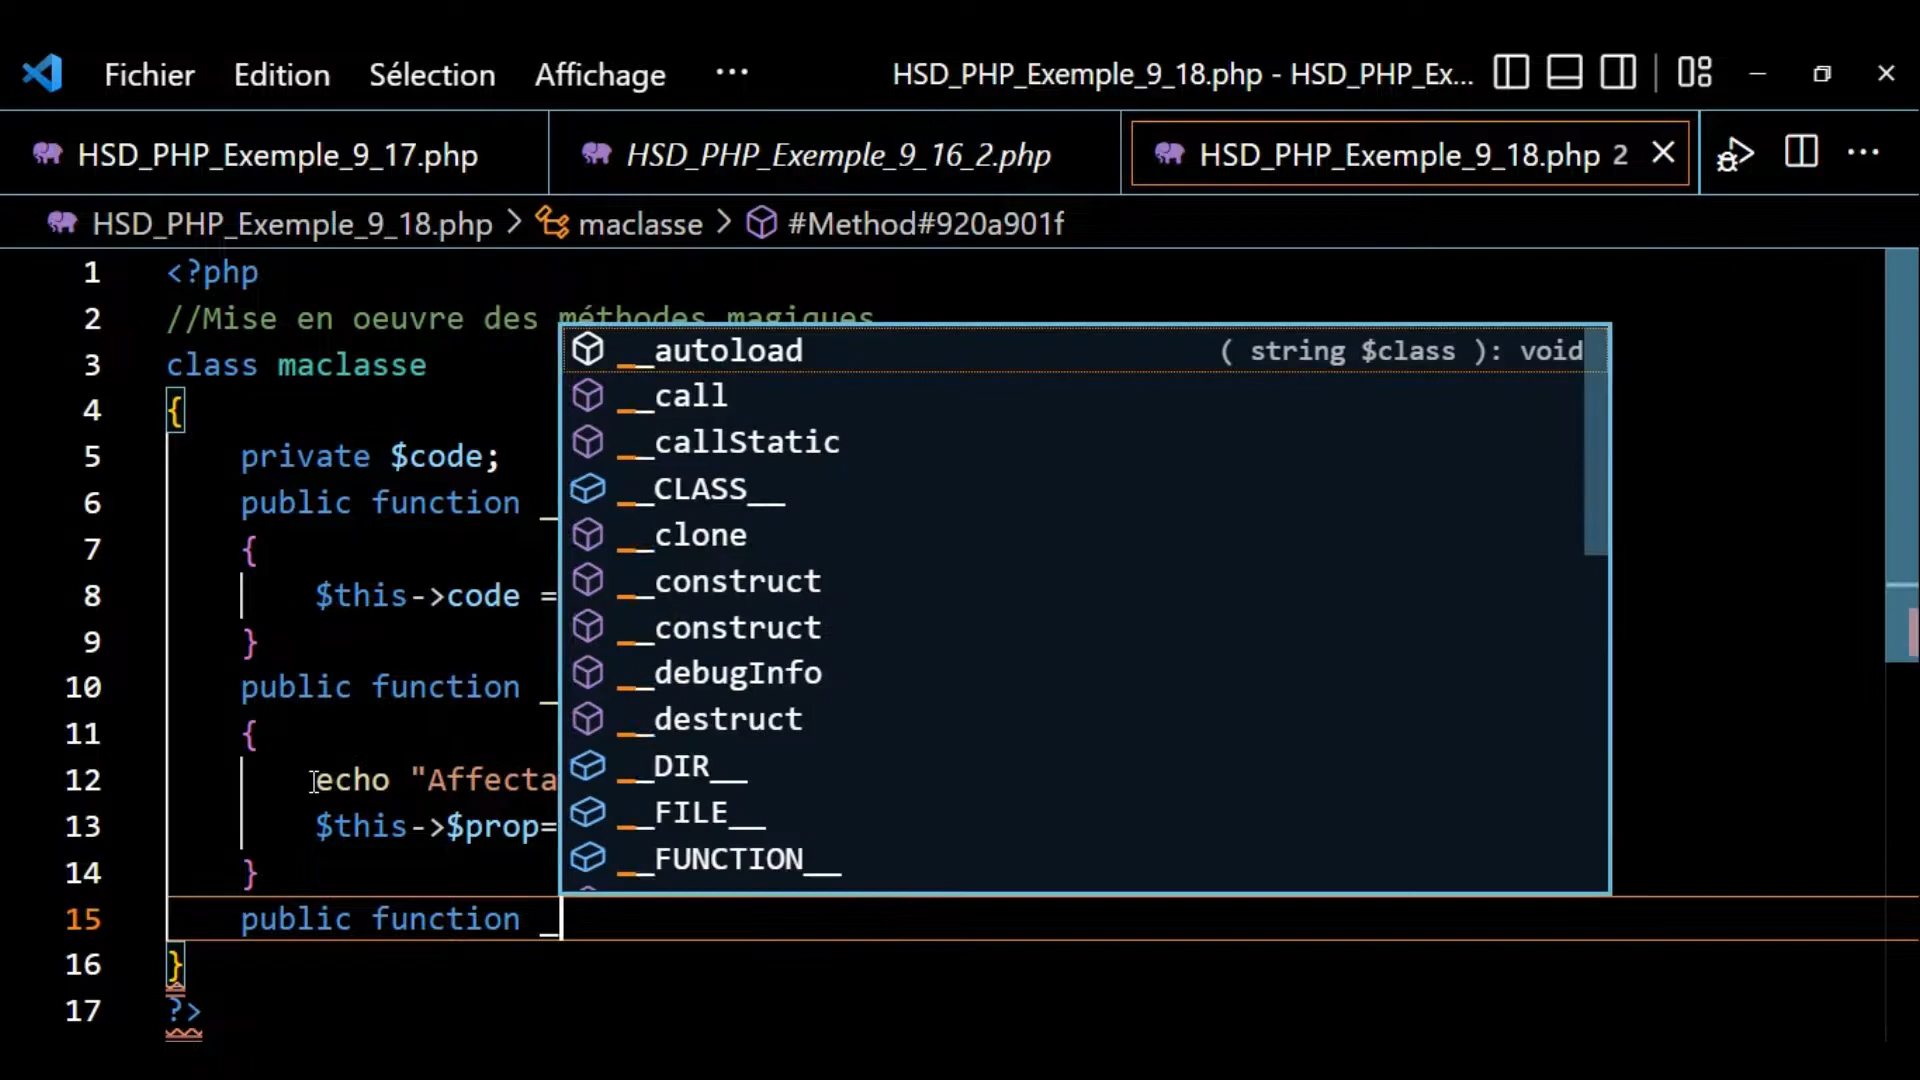 Fichier Edition Sélection Affichage ··· HSD_PHP_Exemple_9_18.php - HSD_PHP_Ex...
HSD_PHP_Exemple_9_17.php HSD_PHP_Exemple_9_16_2.php HSD_PHP_Exemple_9_18.php 2
HSD_PHP_Exemple_9_18.php > maclasse > #Method#920a901f
1 <?php
2 //Mise en oeuvre des méthodes magiques
3 class maclasse
4 {
5 private $code;
6 public function _
7 {
8 $this->code =
9 }
10 public function _
11 {
12 echo "Affecta
13 $this->$prop=
14 }
15 public function _
16 }
17 ?>
__autoload ( string $class ): void
__call
__callStatic
__CLASS__
__clone
__construct
__construct
__debugInfo
__destruct
__DIR__
__FILE__
__FUNCTION__